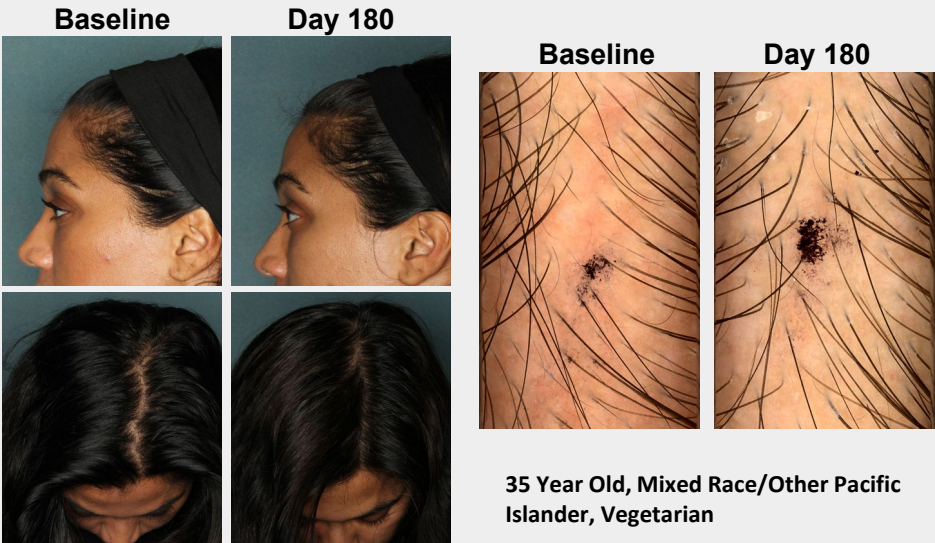 Baseline
Day 180
Baseline
Day 180
35 Year Old, Mixed Race/Other Pacific
Islander, Vegetarian